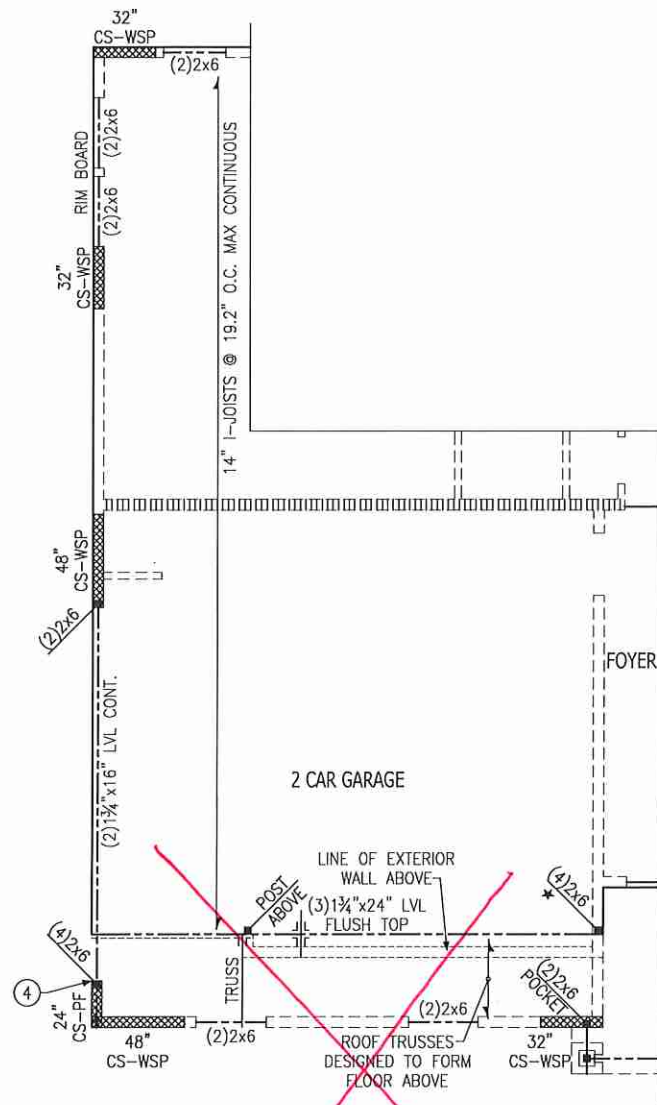 32"
CS-WSP
(2)2x6
RIM BOARD
(2)2x6
(2)2x6
32"
CS-WSP
14" I-JOISTS @ 19.2" O.C. MAX CONTINUOUS
48"
CS-WSP
(2)2x6
FOYER
(2)1¾"x16" LVL CONT.
2 CAR GARAGE
LINE OF EXTERIOR
WALL ABOVE
POST
ABOVE
(3)1¾"x24" LVL
FLUSH TOP
(4)2x6
★
(4)2x6
4
24"
CS-PF
TRUSS
(2)2x6
(2)2x6
POCKET
48"
CS-WSP
(2)2x6
ROOF TRUSSES
DESIGNED TO FORM
FLOOR ABOVE
32"
CS-WSP